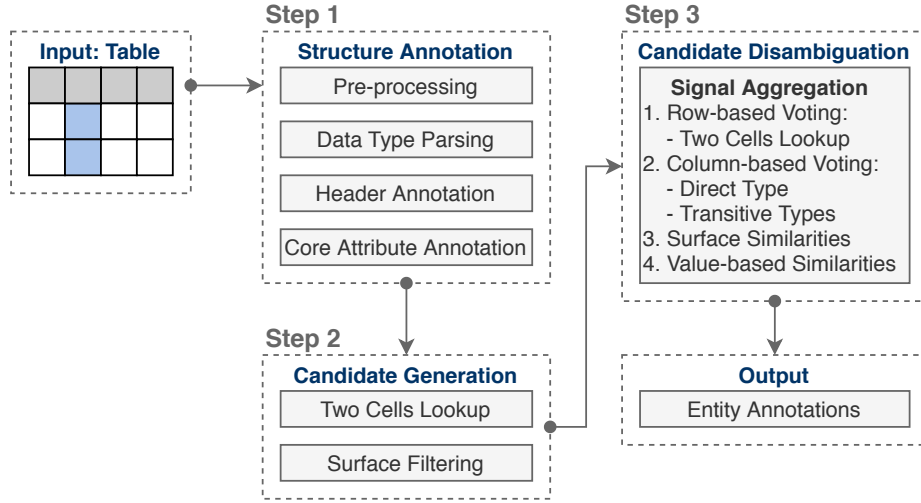 Input: Table
Step 1
Structure Annotation
Pre-processing
Data Type Parsing
Header Annotation
Core Attribute Annotation
Step 2
Candidate Generation
Two Cells Lookup
Surface Filtering
Step 3
Candidate Disambiguation
Signal Aggregation
1. Row-based Voting:
- Two Cells Lookup
2. Column-based Voting:
- Direct Type
- Transitive Types
3. Surface Similarities
4. Value-based Similarities
Output
Entity Annotations